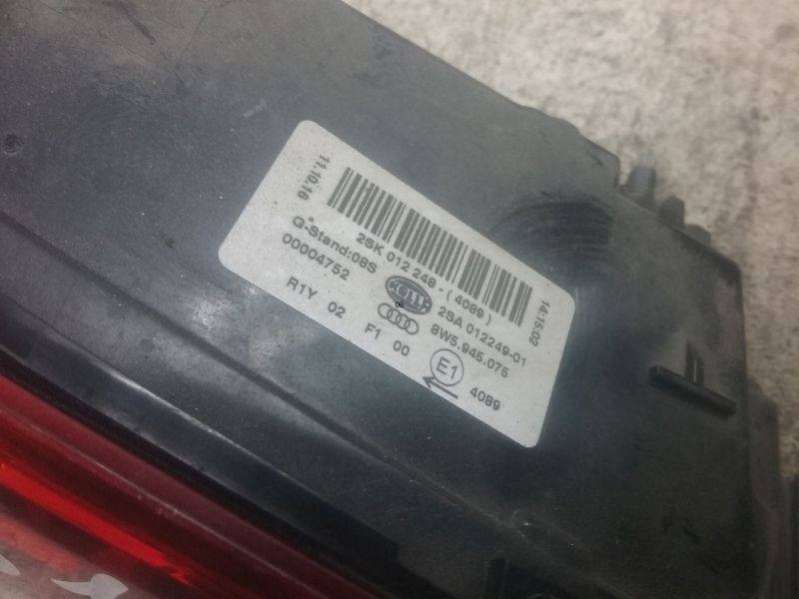 11.10.16
14:15:02
2SK 012 248 - ( 4089 )
G-Stand:08S
2SA 012249-01
00004752
8W5.945.075
R1Y 02 F1 00
E1
4089